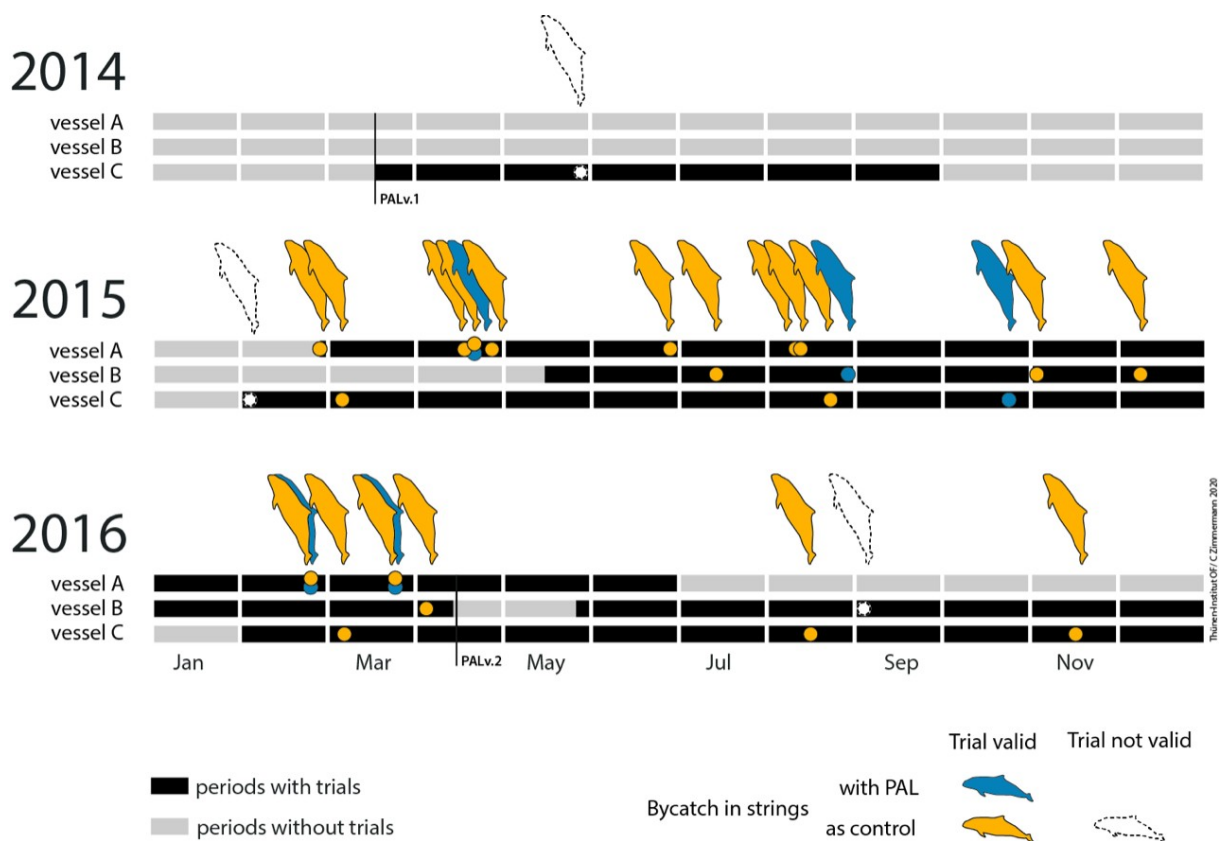 2014
vessel A
vessel B
vessel C
PALv.1
2015
vessel A
vessel B
vessel C
2016
vessel A
vessel B
vessel C
Jan Mar PALv.2 May Jul Sep Nov
Thünen-Institut OF / C Zimmermann 2020
Trial valid Trial not valid
periods with trials
with PAL
Bycatch in strings
periods without trials
as control